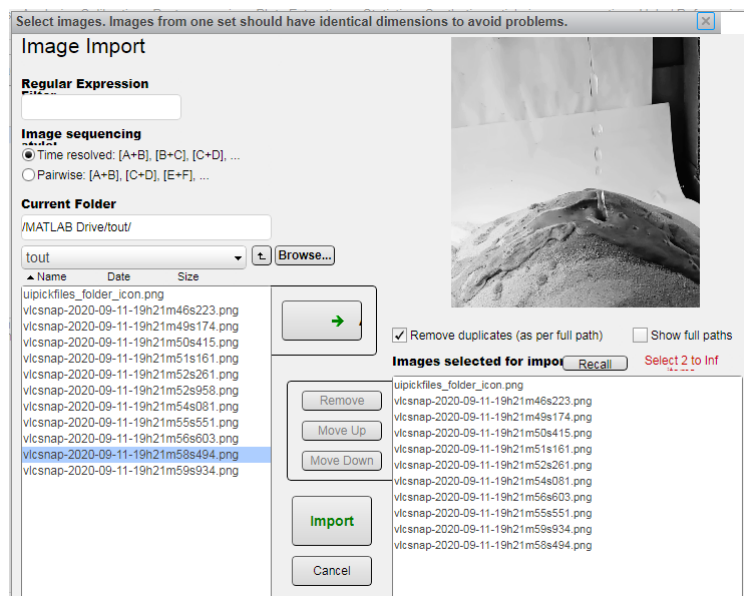 Select images. Images from one set should have identical dimensions to avoid problems.
Image Import
Regular Expression
Image sequencing
Time resolved: [A+B], [B+C], [C+D], ...
Pairwise: [A+B], [C+D], [E+F], ...
Current Folder
/MATLAB Drive/tout/
tout
Browse...
Name Date Size
uipickfiles_folder_icon.png
vlcsnap-2020-09-11-19h21m46s223.png
vlcsnap-2020-09-11-19h21m49s174.png
vlcsnap-2020-09-11-19h21m50s415.png
vlcsnap-2020-09-11-19h21m51s161.png
vlcsnap-2020-09-11-19h21m52s261.png
vlcsnap-2020-09-11-19h21m52s958.png
vlcsnap-2020-09-11-19h21m54s081.png
vlcsnap-2020-09-11-19h21m55s551.png
vlcsnap-2020-09-11-19h21m56s603.png
vlcsnap-2020-09-11-19h21m58s494.png
vlcsnap-2020-09-11-19h21m59s934.png
Remove
Move Up
Move Down
Import
Cancel
Remove duplicates (as per full path) Show full paths
Images selected for impor Recall Select 2 to Inf
items
uipickfiles_folder_icon.png
vlcsnap-2020-09-11-19h21m46s223.png
vlcsnap-2020-09-11-19h21m49s174.png
vlcsnap-2020-09-11-19h21m50s415.png
vlcsnap-2020-09-11-19h21m51s161.png
vlcsnap-2020-09-11-19h21m52s261.png
vlcsnap-2020-09-11-19h21m54s081.png
vlcsnap-2020-09-11-19h21m56s603.png
vlcsnap-2020-09-11-19h21m55s551.png
vlcsnap-2020-09-11-19h21m59s934.png
vlcsnap-2020-09-11-19h21m58s494.png